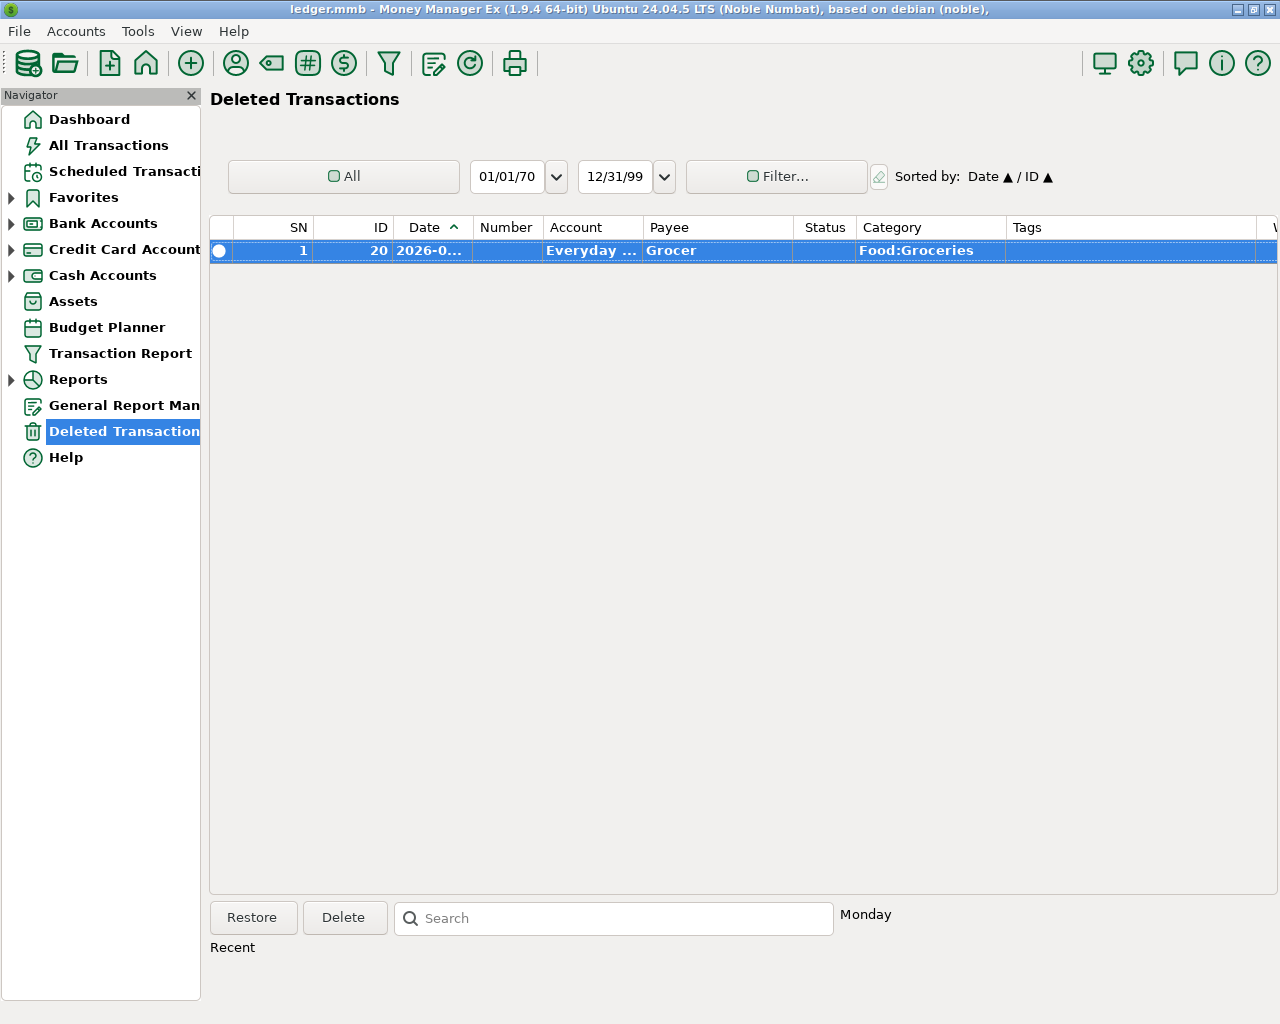 ledger.mmb - Money Manager Ex (1.9.4 64-bit) Ubuntu 24.04.5 LTS (Noble Numbat), based on debian (noble),
File Accounts Tools View Help
Navigator
Dashboard
All Transactions
Scheduled Transacti
Favorites
Bank Accounts
Credit Card Account
Cash Accounts
Assets
Budget Planner
Transaction Report
Reports
General Report Man
Deleted Transaction
Help
Deleted Transactions
All 01/01/70 12/31/99 Filter... Sorted by: Date ▲ / ID ▲
SN ID Date Number Account Payee Status Category Tags
1 20 2026-0... Everyday ... Grocer Food:Groceries
Restore Delete Search Monday
Recent